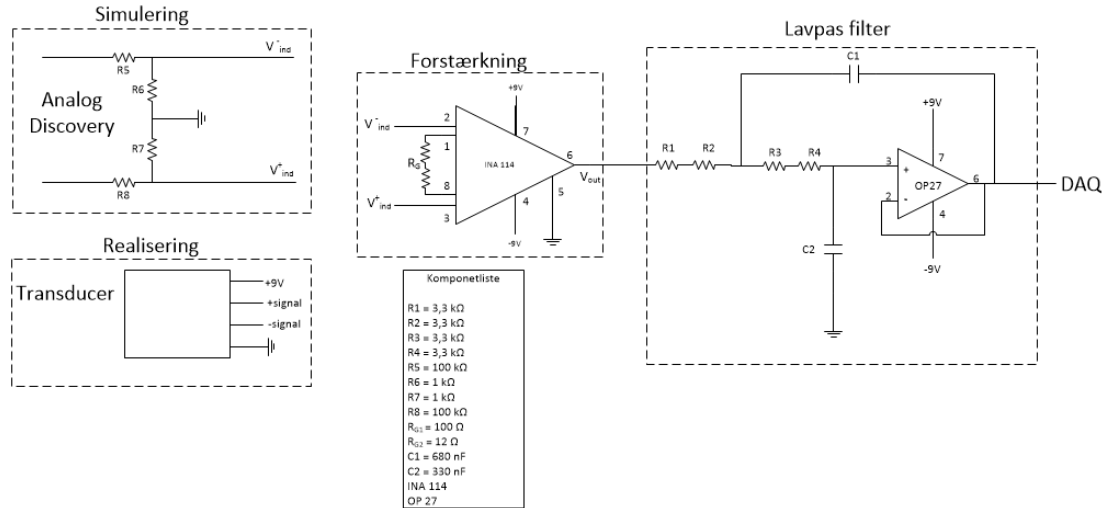 Simulering
V-ind
R5
R6
Analog
Discovery
R7
V+ind
R8
Realisering
Transducer
+9V
+signal
-signal
Forstærkning
+9V
V-ind
2
7
1
RG
INA 114
6
Vout
8
5
V+ind
4
3
-9V
Komponetliste
R1 = 3,3 kΩ
R2 = 3,3 kΩ
R3 = 3,3 kΩ
R4 = 3,3 kΩ
R5 = 100 kΩ
R6 = 1 kΩ
R7 = 1 kΩ
R8 = 100 kΩ
RG1 = 100 Ω
RG2 = 12 Ω
C1 = 680 nF
C2 = 330 nF
INA 114
OP 27
Lavpas filter
C1
+9V
R1
R2
R3
R4
3
+
7
OP27
6
DAQ
2
-
4
C2
-9V